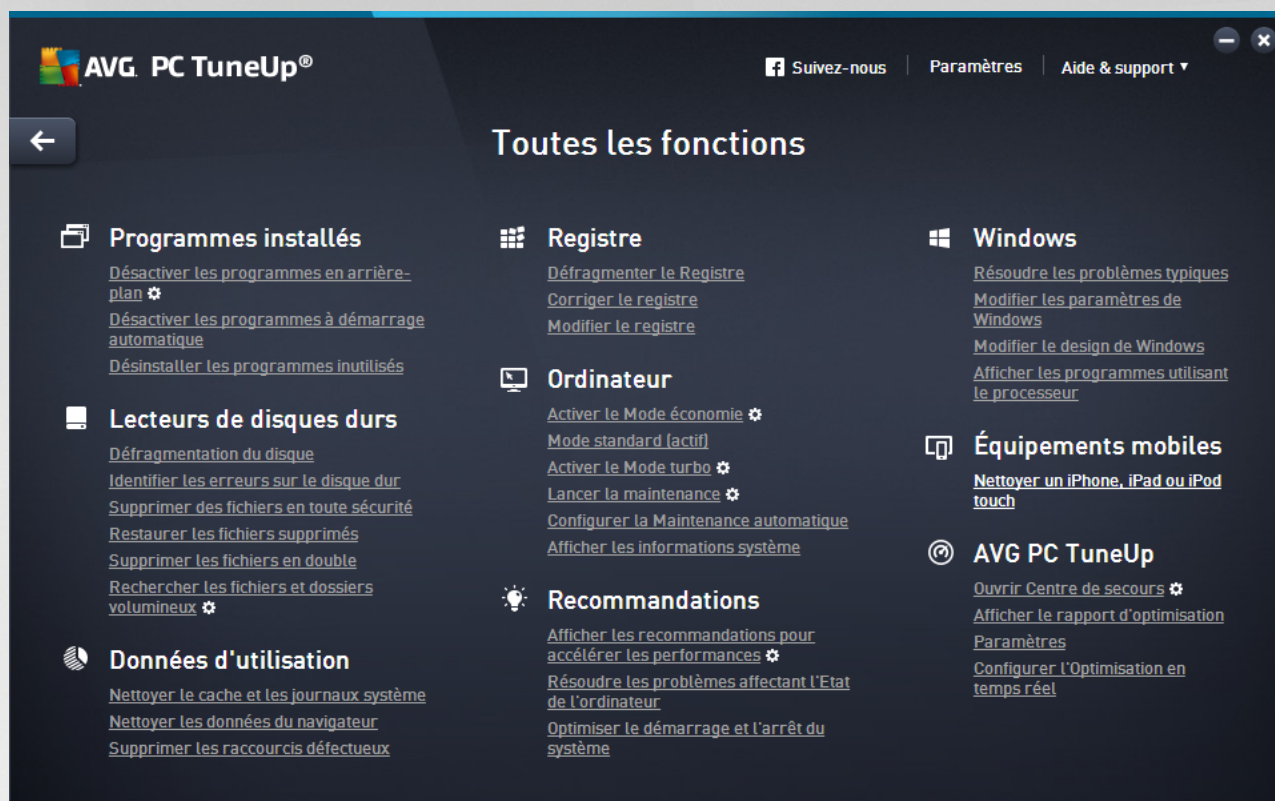 AVG. PC TuneUp®
Suivez-nous
Paramètres
Aide & support
Toutes les fonctions
Programmes installés
Désactiver les programmes en arrière-
plan
Désactiver les programmes à démarrage
automatique
Désinstaller les programmes inutilisés
Lecteurs de disques durs
Défragmentation du disque
Identifier les erreurs sur le disque dur
Supprimer des fichiers en toute sécurité
Restaurer les fichiers supprimés
Supprimer les fichiers en double
Rechercher les fichiers et dossiers
volumineux
Données d'utilisation
Nettoyer le cache et les journaux système
Nettoyer les données du navigateur
Supprimer les raccourcis défectueux
Registre
Défragmenter le Registre
Corriger le registre
Modifier le registre
Ordinateur
Activer le Mode économie
Mode standard (actif)
Activer le Mode turbo
Lancer la maintenance
Configurer la Maintenance automatique
Afficher les informations système
Recommandations
Afficher les recommandations pour
accélérer les performances
Résoudre les problèmes affectant l'Etat
de l'ordinateur
Optimiser le démarrage et l'arrêt du
système
Windows
Résoudre les problèmes typiques
Modifier les paramètres de
Windows
Modifier le design de Windows
Afficher les programmes utilisant
le processeur
Équipements mobiles
Nettoyer un iPhone, iPad ou iPod
touch
AVG PC TuneUp
Ouvrir Centre de secours
Afficher le rapport d'optimisation
Paramètres
Configurer l'Optimisation en
temps réel